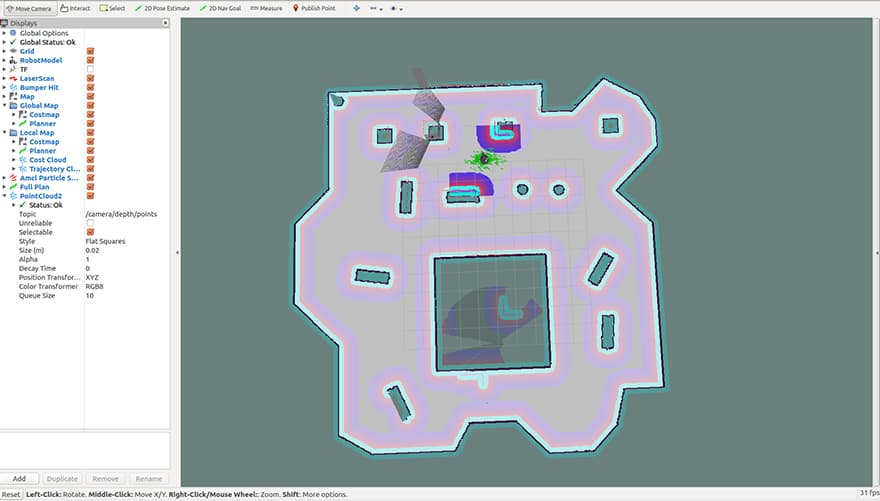 Move Camera Interact Select 2D Pose Estimate 2D Nav Goal Measure Publish Point
Displays
Global Options
Global Status: Ok
Grid
RobotModel
TF
LaserScan
Bumper Hit
Map
Global Map
Costmap
Planner
Local Map
Costmap
Planner
Cost Cloud
Trajectory Cl...
Amcl Particle S...
Full Plan
PointCloud2
Status: Ok
Topic /camera/depth/points
Unreliable
Selectable
Style Flat Squares
Size (m) 0.02
Alpha 1
Decay Time 0
Position Transfor... XYZ
Color Transformer RGB8
Queue Size 10
Add Duplicate Remove Rename
Reset Left-Click: Rotate. Middle-Click: Move X/Y. Right-Click/Mouse Wheel:: Zoom. Shift: More options. 31 fps